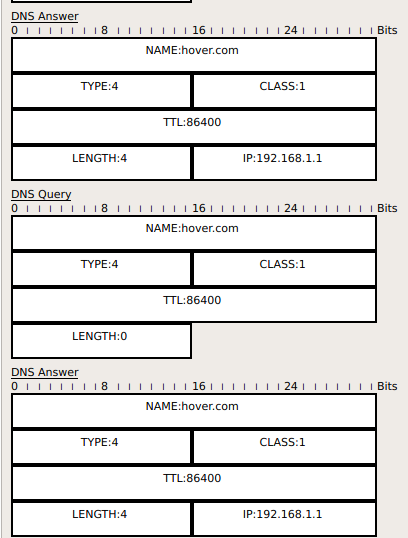 DNS Answer
0 8 16 24 Bits
NAME:hover.com
TYPE:4 CLASS:1
TTL:86400
LENGTH:4 IP:192.168.1.1
DNS Query
0 8 16 24 Bits
NAME:hover.com
TYPE:4 CLASS:1
TTL:86400
LENGTH:0
DNS Answer
0 8 16 24 Bits
NAME:hover.com
TYPE:4 CLASS:1
TTL:86400
LENGTH:4 IP:192.168.1.1